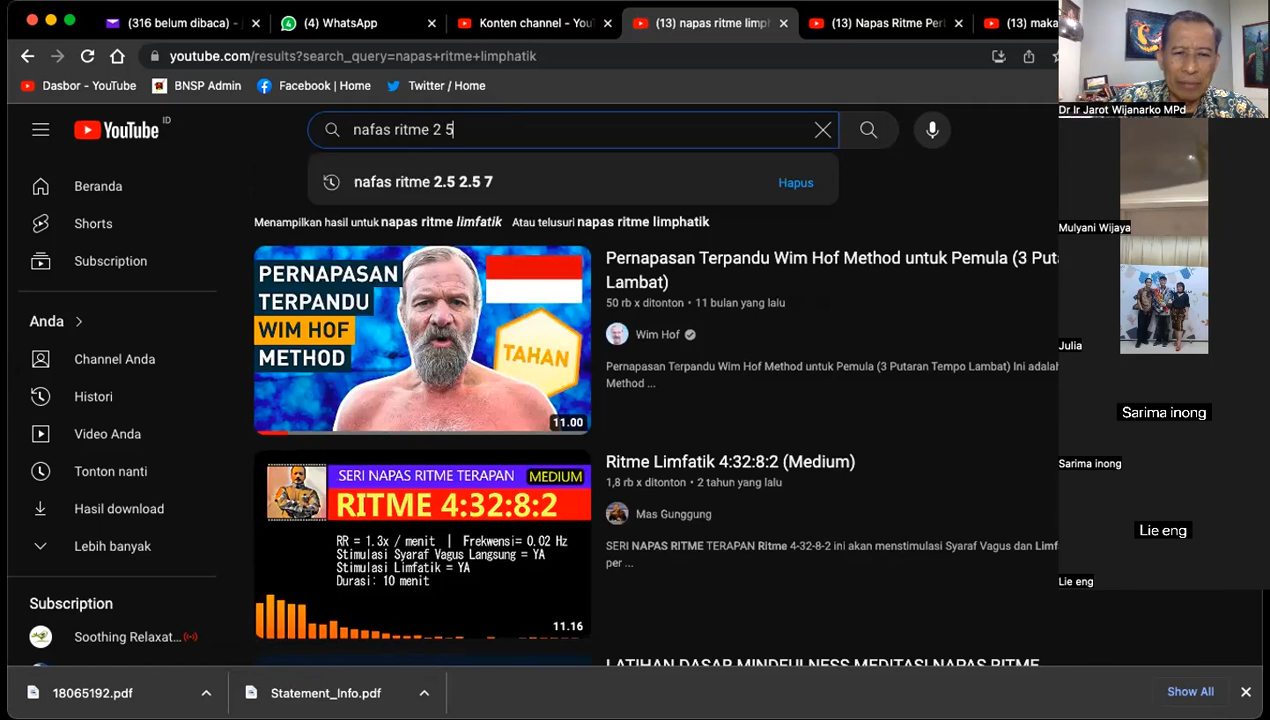 (316 belum dibaca) -
(4) WhatsApp
Konten channel - You
(13) napas ritme limp
(13) Napas Ritme Per
(13) maka
youtube.com/results?search_query=napas+ritme+limphatik
Dasbor - YouTube
BNSP Admin
Facebook | Home
Twitter / Home
YouTube ID
nafas ritme 2 5
nafas ritme 2.5 2.5 7
Hapus
Beranda
Shorts
Subscription
Anda
Channel Anda
Histori
Video Anda
Tonton nanti
Hasil download
Lebih banyak
Subscription
Soothing Relaxat...
Menampilkan hasil untuk napas ritme limfatik Atau telusuri napas ritme limphatik
PERNAPASAN
TERPANDU
WIM HOF
METHOD
TAHAN
11.00
Pernapasan Terpandu Wim Hof Method untuk Pemula (3 Puta
Lambat)
50 rb x ditonton • 11 bulan yang lalu
Wim Hof
Pernapasan Terpandu Wim Hof Method untuk Pemula (3 Putaran Tempo Lambat) Ini adalah
Method ...
SERI NAPAS RITME TERAPAN MEDIUM
RITME 4:32:8:2
RR = 1.3x / menit | Frekwensi= 0.02 Hz
Stimulasi Syaraf Vagus Langsung = YA
Stimulasi Limfatik = YA
Durasi: 10 menit
11.16
Ritme Limfatik 4:32:8:2 (Medium)
1,8 rb x ditonton • 2 tahun yang lalu
Mas Gunggung
SERI NAPAS RITME TERAPAN Ritme 4-32-8-2 ini akan menstimulasi Syaraf Vagus dan Limf
per ...
LATIHAN DASAR MINDFULNESS MEDITASI NAPAS RITME
Dr Ir Jarot Wijanarko MPd
Mulyani Wijaya
Julia
Sarima inong
Sarima inong
Lie eng
Lie eng
18065192.pdf
Statement_Info.pdf
Show All